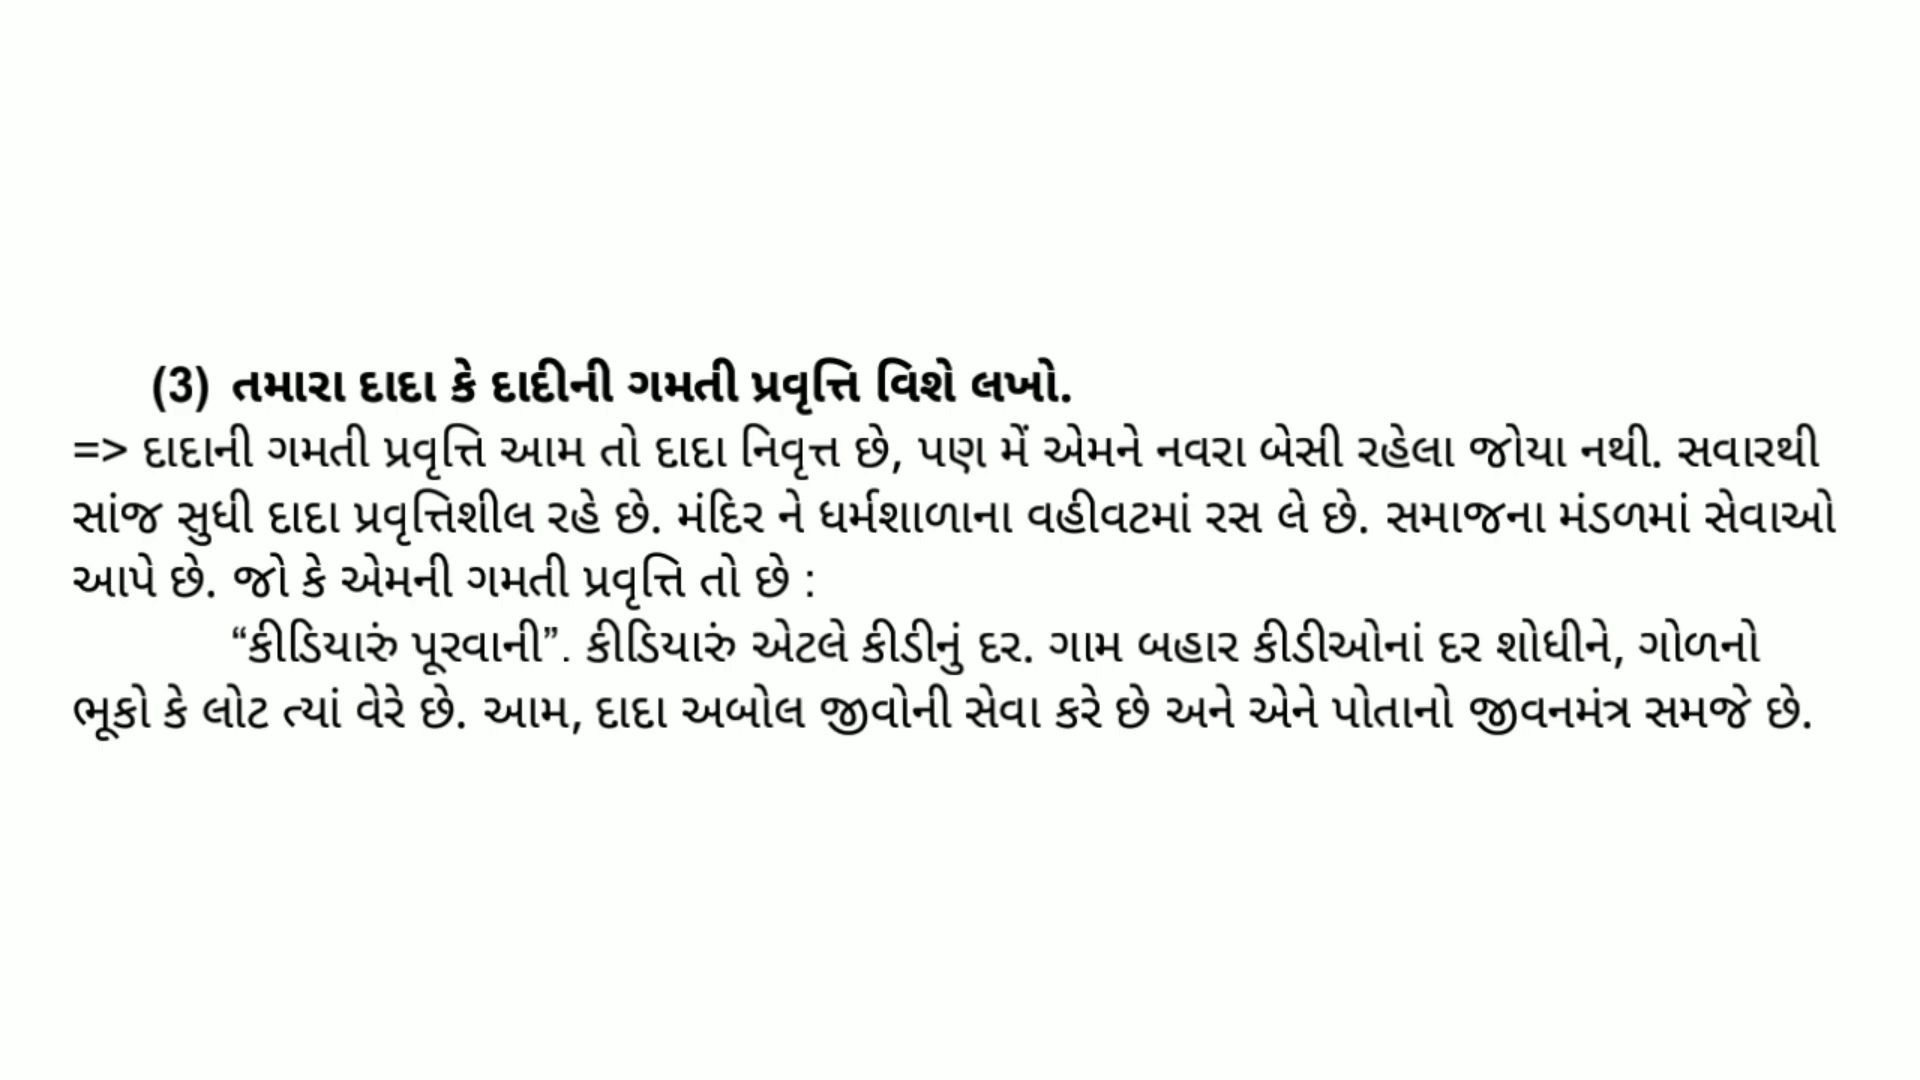 (3) તમારા દાદા કે દાદીની ગમતી પ્રવૃત્તિ વિશે લખો.
=> દાદાની ગમતી પ્રવૃત્તિ આમ તો દાદા નિવૃત્ત છે, પણ મેં એમને નવરા બેસી રહેલા જોયા નથી. સવારથી
સાંજ સુધી દાદા પ્રવૃત્તિશીલ રહે છે. મંદિર ને ધર્મશાળાના વહીવટમાં રસ લે છે. સમાજના મંડળમાં સેવાઓ
આપે છે. જો કે એમની ગમતી પ્રવૃત્તિ તો છે :
“કીડિયારું પૂરવાની”. કીડિયારું એટલે કીડીનું દર. ગામ બહાર કીડીઓનાં દર શોધીને, ગોળનો
ભૂકો કે લોટ ત્યાં વેરે છે. આમ, દાદા અબોલ જીવોની સેવા કરે છે અને એને પોતાનો જીવનમંત્ર સમજે છે.